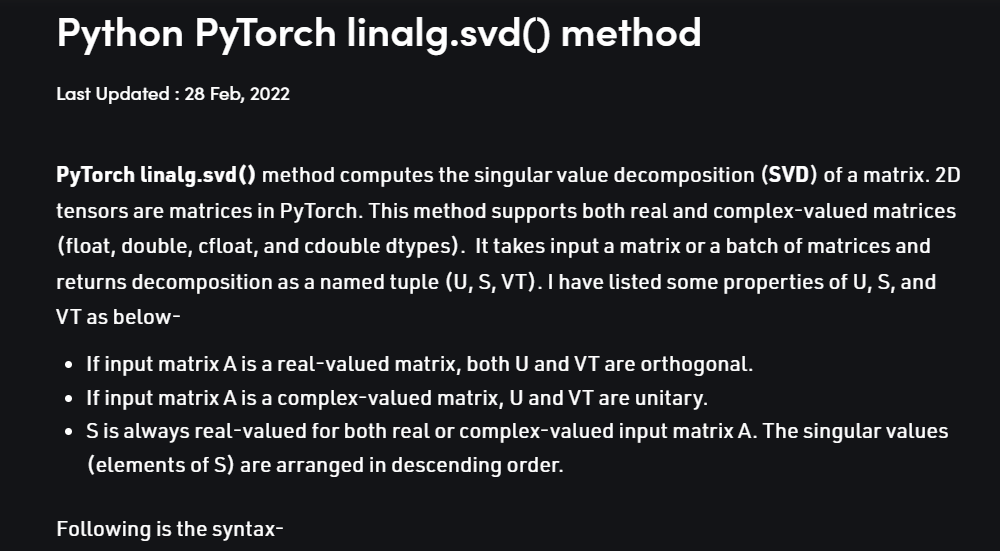 Python PyTorch linalg.svd() method
Last Updated : 28 Feb, 2022
PyTorch linalg.svd() method computes the singular value decomposition (SVD) of a matrix. 2D
tensors are matrices in PyTorch. This method supports both real and complex-valued matrices
(float, double, cfloat, and cdouble dtypes).  It takes input a matrix or a batch of matrices and
returns decomposition as a named tuple (U, S, VT). I have listed some properties of U, S, and
VT as below-
• If input matrix A is a real-valued matrix, both U and VT are orthogonal.
• If input matrix A is a complex-valued matrix, U and VT are unitary.
• S is always real-valued for both real or complex-valued input matrix A. The singular values
(elements of S) are arranged in descending order.
Following is the syntax-